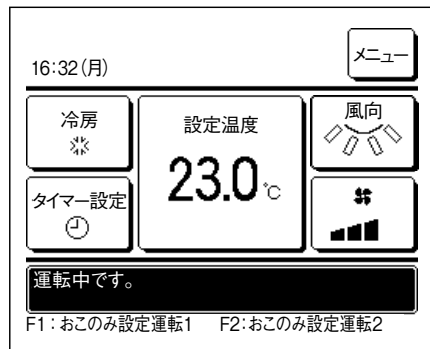 メニュー
16:32(月)
冷房
設定温度
風向
23.0℃
タイマー設定
運転中です。
F1:おこのみ設定運転1 F2:おこのみ設定運転2